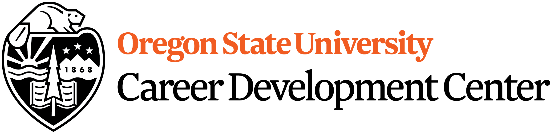 Oregon State University
1868
Career Development Center